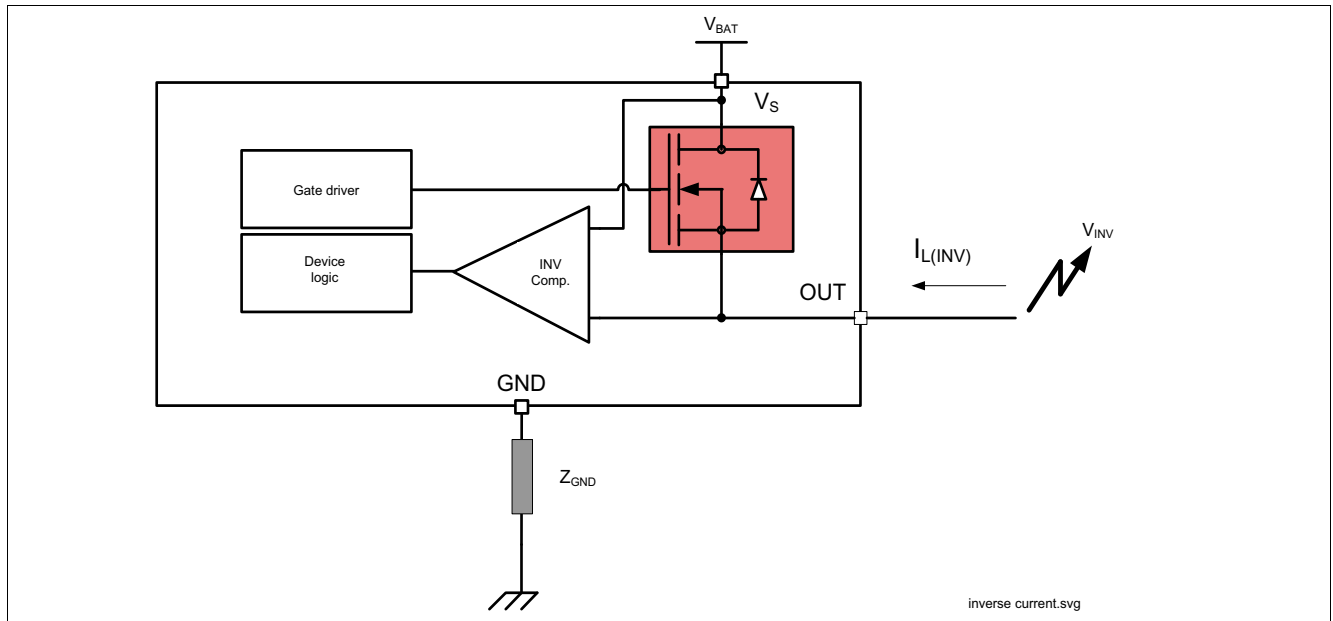 VBAT
VS
Gate driver
Device
logic
INV
Comp.
OUT
IL(INV)
VINV
GND
ZGND
inverse current.svg